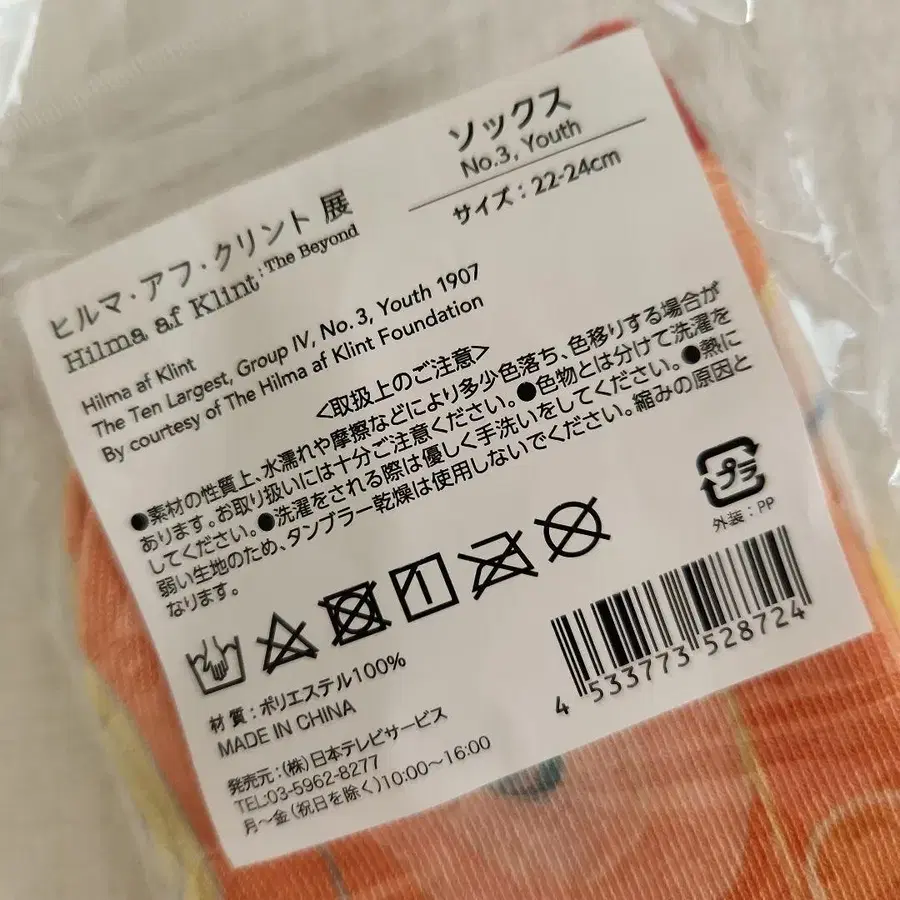 ヒルマ・アフ・クリント 展
Hilma af Klint : The Beyond
ソックス
No.3, Youth
サイズ : 22-24cm
Hilma af Klint
The Ten Largest, Group IV, No. 3, Youth 1907
By courtesy of The Hilma af Klint Foundation
<取扱上のご注意>
●素材の性質上、水濡れや摩擦などにより多少色落ち、色移りする場合が
あります。お取り扱いには十分ご注意ください。●色物とは分けて洗濯を
してください。●洗濯をされる際は優しく手洗いをしてください。●熱に
弱い生地のため、タンブラー乾燥は使用しないでください。縮みの原因と
なります。
プラ
外装 : PP
材 質 : ポリエステル100%
MADE IN CHINA
発売元 : (株)日本テレビサービス
TEL:03-5962-8277
月〜金(祝日を除く)10:00〜16:00
4 533773 528724